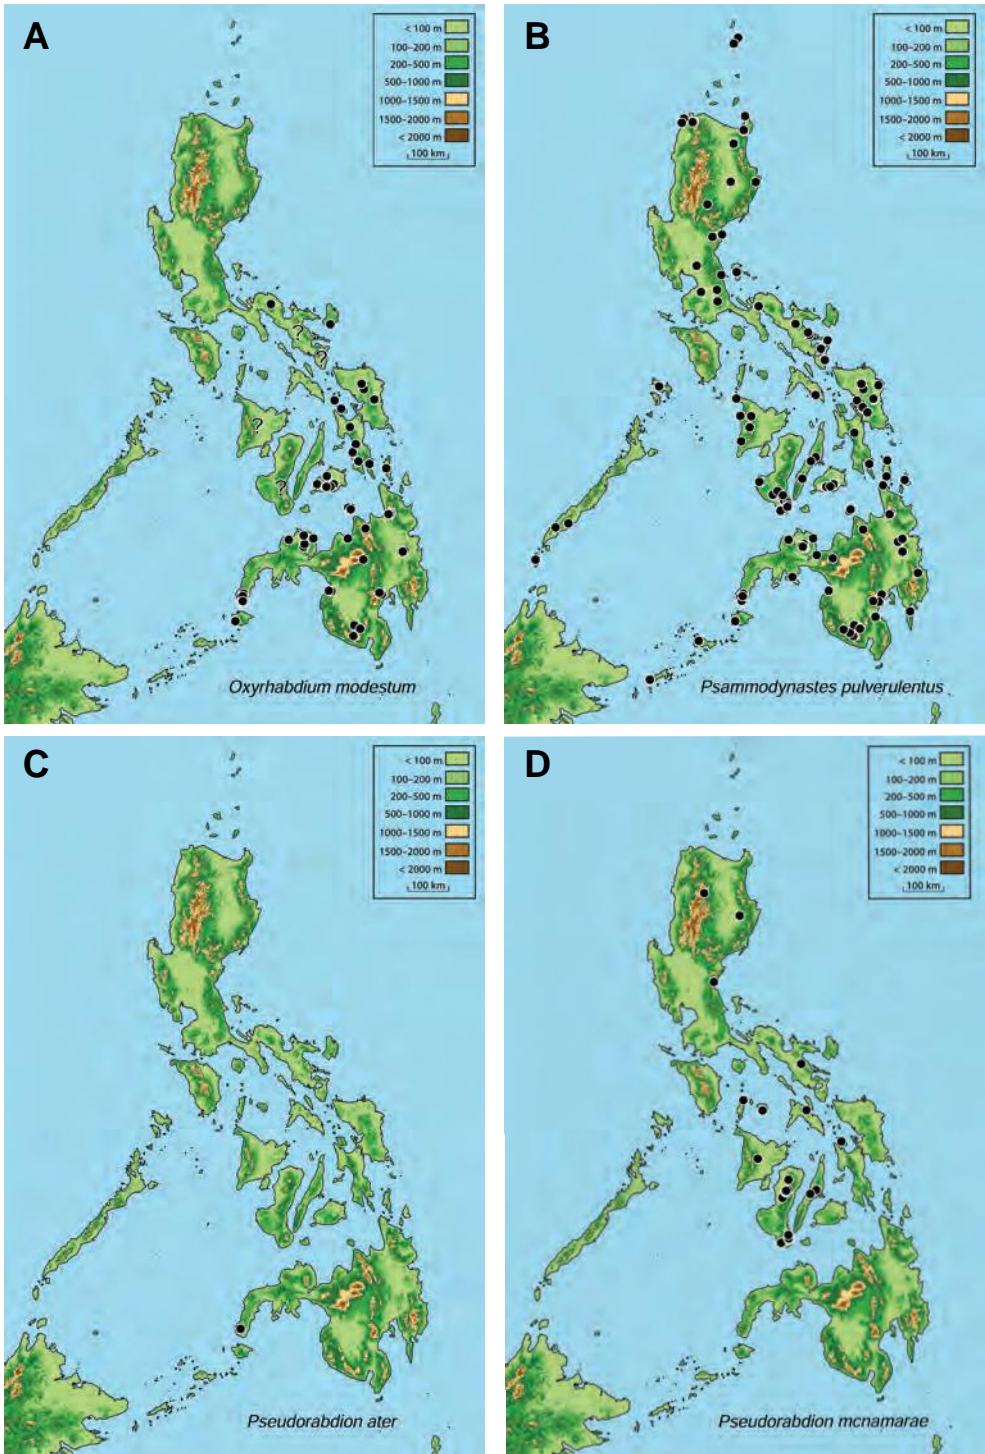 A
< 100 m
100–200 m
200–500 m
500–1000 m
1000–1500 m
1500–2000 m
< 2000 m
100 km
?
?
?
?
Oxyrhabdium modestum
B
< 100 m
100–200 m
200–500 m
500–1000 m
1000–1500 m
1500–2000 m
< 2000 m
100 km
Psammodynastes pulverulentus
C
< 100 m
100–200 m
200–500 m
500–1000 m
1000–1500 m
1500–2000 m
< 2000 m
100 km
Pseudorabdion ater
D
< 100 m
100–200 m
200–500 m
500–1000 m
1000–1500 m
1500–2000 m
< 2000 m
100 km
Pseudorabdion mcnamarae